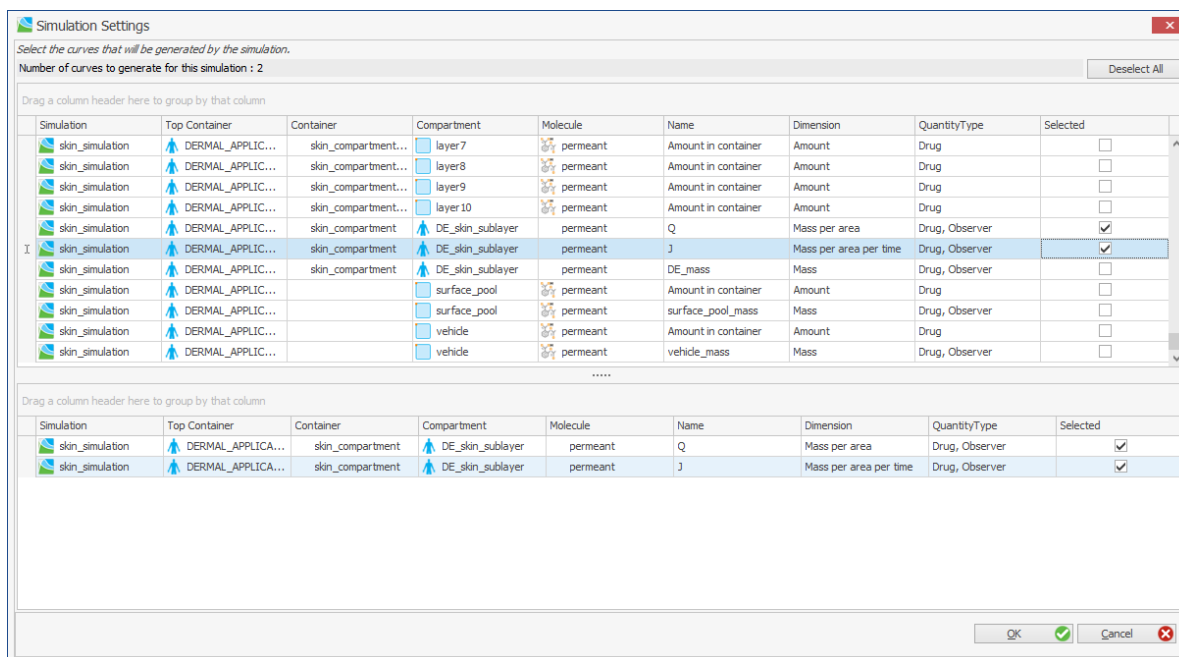 Simulation Settings
Select the curves that will be generated by the simulation.
Number of curves to generate for this simulation : 2
Deselect All
Drag a column header here to group by that column
Simulation Top Container Container Compartment Molecule Name Dimension QuantityType Selected
skin_simulation DERMAL_APPLIC... skin_compartment... layer7 permeant Amount in container Amount Drug
skin_simulation DERMAL_APPLIC... skin_compartment... layer8 permeant Amount in container Amount Drug
skin_simulation DERMAL_APPLIC... skin_compartment... layer9 permeant Amount in container Amount Drug
skin_simulation DERMAL_APPLIC... skin_compartment... layer10 permeant Amount in container Amount Drug
skin_simulation DERMAL_APPLIC... skin_compartment DE_skin_sublayer permeant Q Mass per area Drug, Observer
skin_simulation DERMAL_APPLIC... skin_compartment DE_skin_sublayer permeant J Mass per area per time Drug, Observer
skin_simulation DERMAL_APPLIC... skin_compartment DE_skin_sublayer permeant DE_mass Mass Drug, Observer
skin_simulation DERMAL_APPLIC... surface_pool permeant Amount in container Amount Drug
skin_simulation DERMAL_APPLIC... surface_pool permeant surface_pool_mass Mass Drug, Observer
skin_simulation DERMAL_APPLIC... vehicle permeant Amount in container Amount Drug
skin_simulation DERMAL_APPLIC... vehicle permeant vehicle_mass Mass Drug, Observer
Drag a column header here to group by that column
Simulation Top Container Container Compartment Molecule Name Dimension QuantityType Selected
skin_simulation DERMAL_APPLICA... skin_compartment DE_skin_sublayer permeant Q Mass per area Drug, Observer
skin_simulation DERMAL_APPLICA... skin_compartment DE_skin_sublayer permeant J Mass per area per time Drug, Observer
OK Cancel